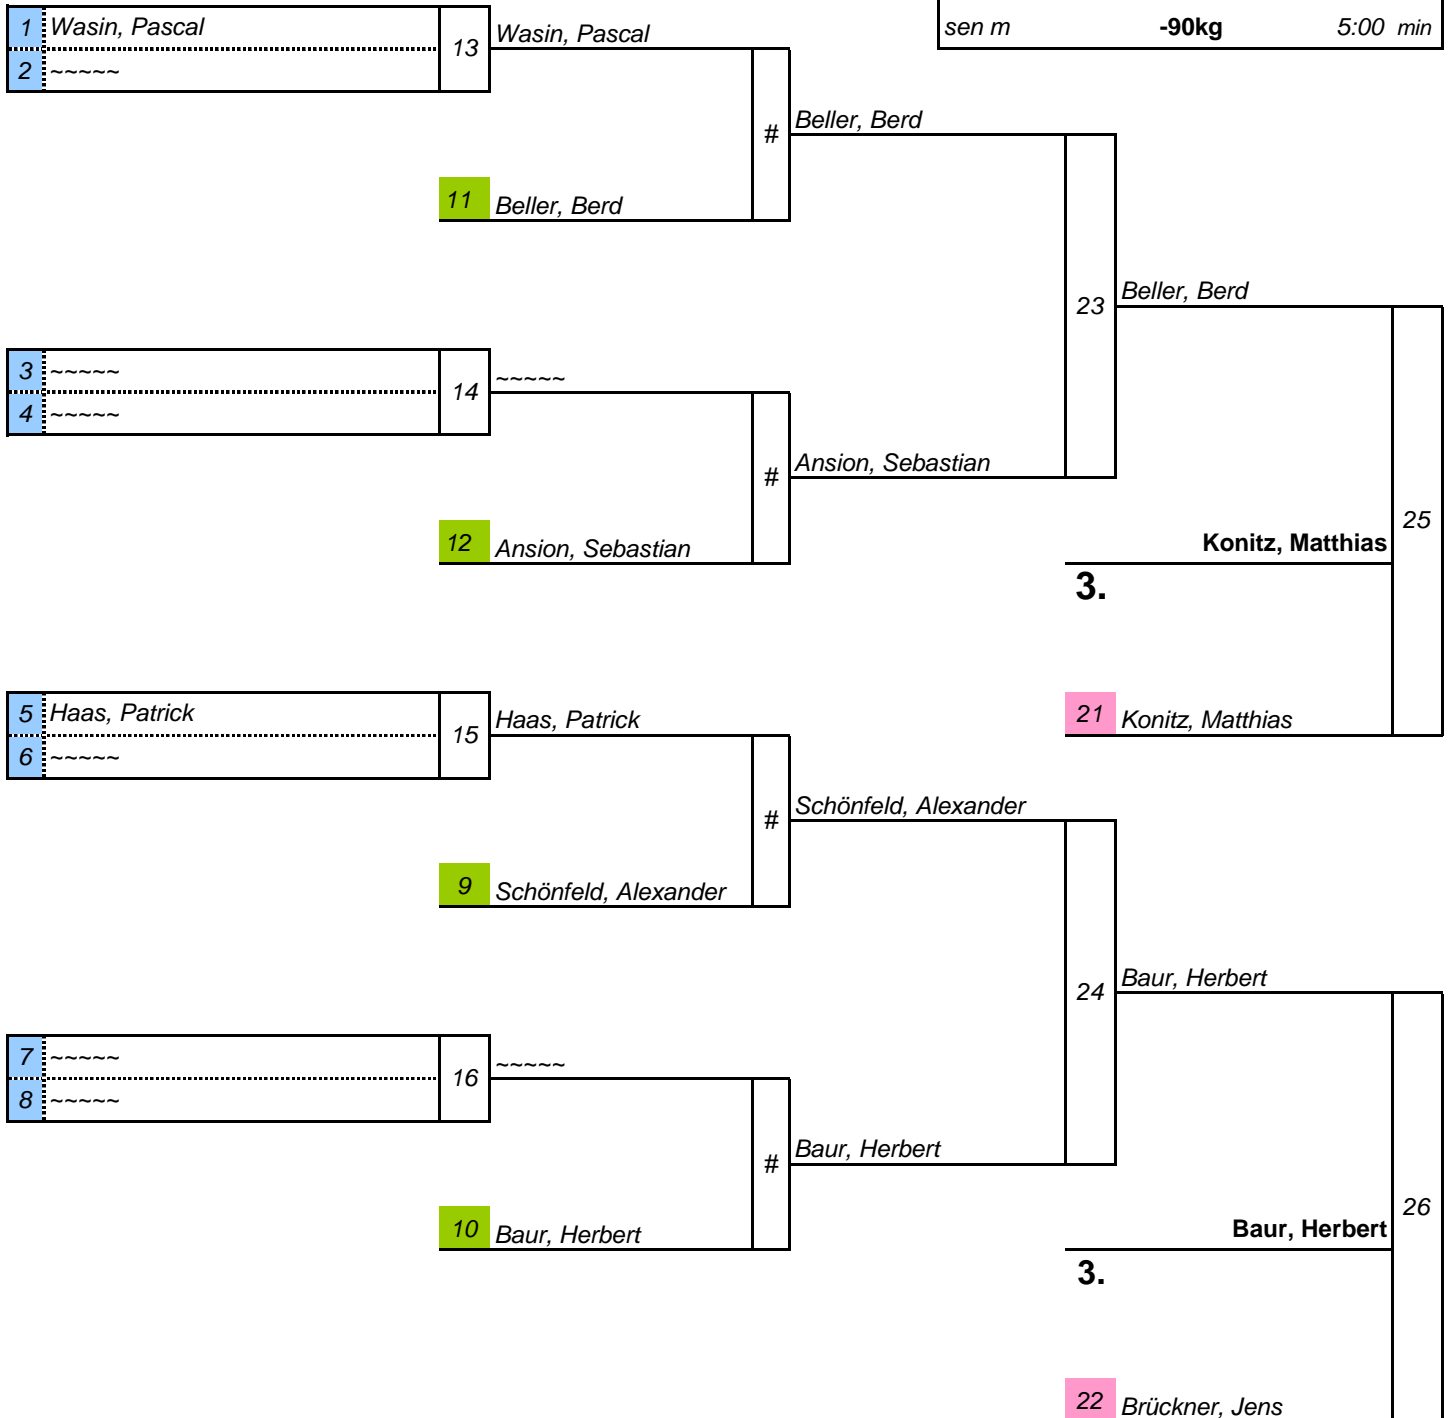 1 Wasin, Pascal
2 ~~~~~
13 Wasin, Pascal
sen m -90kg 5:00 min
# Beller, Berd
11 Beller, Berd
23 Beller, Berd
3 ~~~~~
4 ~~~~~
14 ~~~~~
# Ansion, Sebastian
12 Ansion, Sebastian
25
Konitz, Matthias
3.
5 Haas, Patrick
6 ~~~~~
15 Haas, Patrick
21 Konitz, Matthias
# Schönfeld, Alexander
9 Schönfeld, Alexander
24 Baur, Herbert
7 ~~~~~
8 ~~~~~
16 ~~~~~
# Baur, Herbert
10 Baur, Herbert
26
Baur, Herbert
3.
22 Brückner, Jens